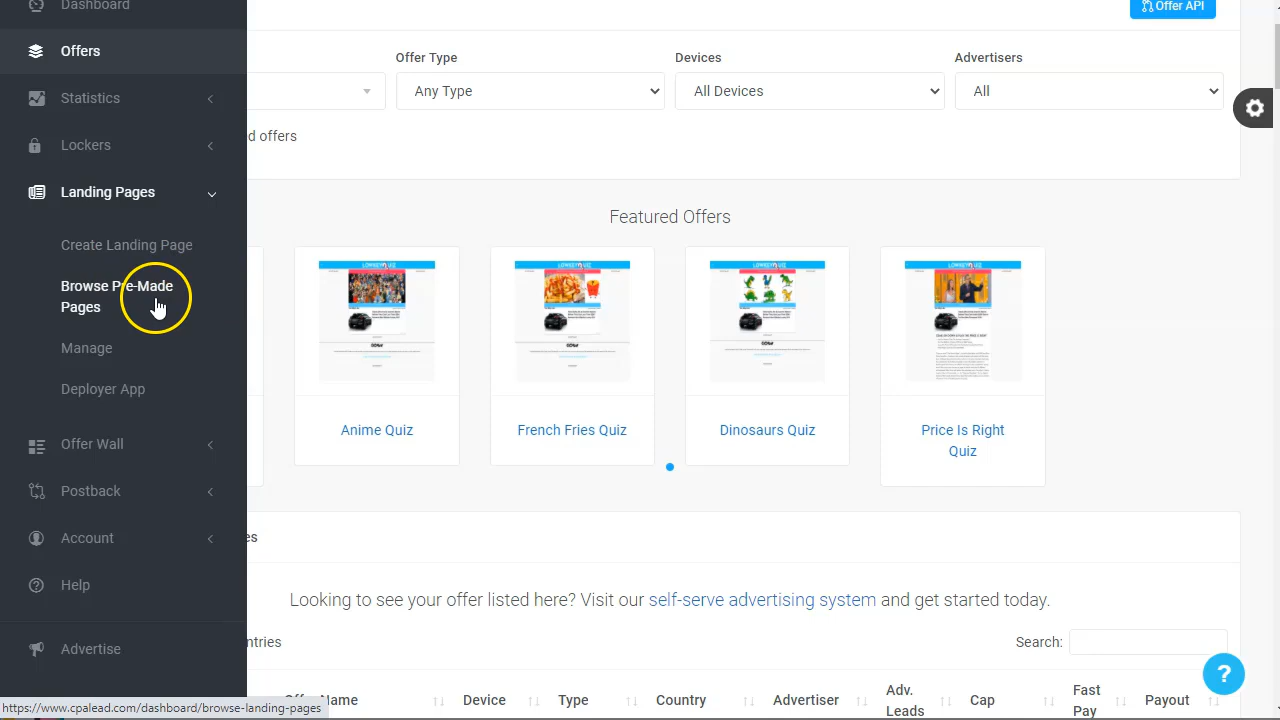 Dashboard
Offers
Statistics
Lockers
Landing Pages
Create Landing Page
Browse Pre-Made
Pages
Manage
Deployer App
Offer Wall
Postback
Account
Help
Advertise
https://www.cpalead.com/dashboard/browse-landing-pages
Offer API
Offer Type
Devices
Advertisers
Any Type
All Devices
All
d offers
Featured Offers
Anime Quiz
French Fries Quiz
Dinosaurs Quiz
Price Is Right
Quiz
es
Looking to see your offer listed here? Visit our self-serve advertising system and get started today.
ntries
Search:
?
Name
Device
Type
Country
Advertiser
Adv.
Leads
Cap
Fast
Pay
Payout